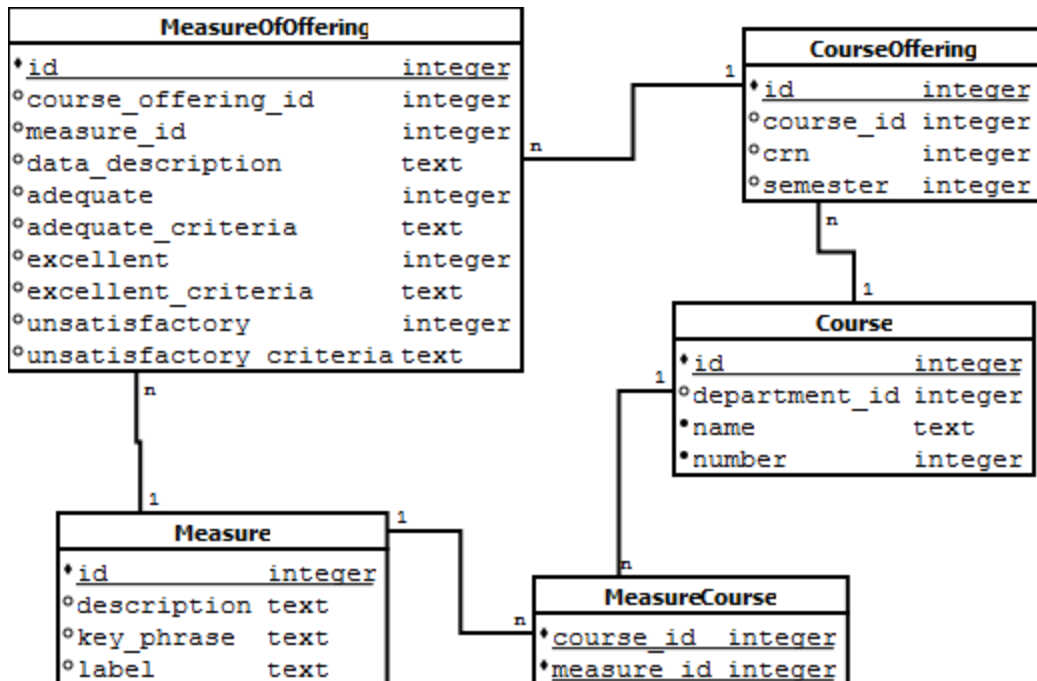 MeasureOfOffering
id integer
course_offering_id integer
measure_id integer
data_description text
adequate integer
adequate_criteria text
excellent integer
excellent_criteria text
unsatisfactory integer
unsatisfactory_criteria text
n
1
CourseOffering
id integer
course_id integer
crn integer
semester integer
n
1
Course
id integer
department_id integer
name text
number integer
1
n
n
1
Measure
id integer
description text
key_phrase text
label text
1
n
MeasureCourse
course_id integer
measure_id integer